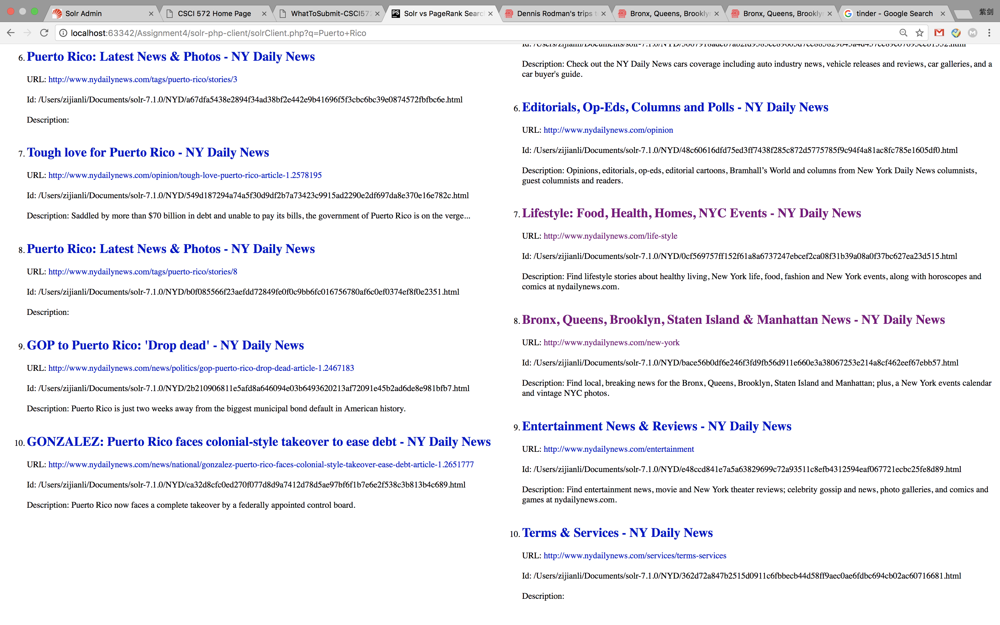 Solr Admin
CSCI 572 Home Page
WhatToSubmit-CSCI572
Solr vs PageRank Searc
Dennis Rodman's trips t
Bronx, Queens, Brooklyn
Bronx, Queens, Brooklyn
tinder - Google Search
紫剑
localhost:63342/Assignment4/solr-php-client/solrClient.php?q=Puerto+Rico
6. Puerto Rico: Latest News & Photos - NY Daily News
URL: http://www.nydailynews.com/tags/puerto-rico/stories/3
Id: /Users/zijianli/Documents/solr-7.1.0/NYD/a67dfa5438e2894f34ad38bf2e442e9b41696f5f3cbc6bc39e0874572fbfbc6e.html
Description:
7. Tough love for Puerto Rico - NY Daily News
URL: http://www.nydailynews.com/opinion/tough-love-puerto-rico-article-1.2578195
Id: /Users/zijianli/Documents/solr-7.1.0/NYD/549d187294a74a5f30d9df2b7a73423c9915ad2290e2df697da8e370e16e782c.html
Description: Saddled by more than $70 billion in debt and unable to pay its bills, the government of Puerto Rico is on the verge...
8. Puerto Rico: Latest News & Photos - NY Daily News
URL: http://www.nydailynews.com/tags/puerto-rico/stories/8
Id: /Users/zijianli/Documents/solr-7.1.0/NYD/b0f085566f23aefdd72849fe0f0c9bb6fc016756780af6c0ef0374ef8f0e2351.html
Description:
9. GOP to Puerto Rico: 'Drop dead' - NY Daily News
URL: http://www.nydailynews.com/news/politics/gop-puerto-rico-drop-dead-article-1.2467183
Id: /Users/zijianli/Documents/solr-7.1.0/NYD/2b210906811e5afd8a646094e03b6493620213af72091e45b2ad6de8e981bfb7.html
Description: Puerto Rico is just two weeks away from the biggest municipal bond default in American history.
10. GONZALEZ: Puerto Rico faces colonial-style takeover to ease debt - NY Daily News
URL: http://www.nydailynews.com/news/national/gonzalez-puerto-rico-faces-colonial-style-takeover-ease-debt-article-1.2651777
Id: /Users/zijianli/Documents/solr-7.1.0/NYD/ca32d8cfc0ed270f077d8d9a7412d78d5ae97bf6f1b7e6e2f538c3b813b4c689.html
Description: Puerto Rico now faces a complete takeover by a federally appointed control board.
Description: Check out the NY Daily News cars coverage including auto industry news, vehicle releases and reviews, car galleries, and a
car buyer's guide.
6. Editorials, Op-Eds, Columns and Polls - NY Daily News
URL: http://www.nydailynews.com/opinion
Id: /Users/zijianli/Documents/solr-7.1.0/NYD/48c60616dfd75ed3ff7438f285c872d5775785f9c94f4a81ac8fc785e1605df0.html
Description: Opinions, editorials, op-eds, editorial cartoons, Bramhall’s World and columns from New York Daily News columnists,
guest columnists and readers.
7. Lifestyle: Food, Health, Homes, NYC Events - NY Daily News
URL: http://www.nydailynews.com/life-style
Id: /Users/zijianli/Documents/solr-7.1.0/NYD/0cf569757ff152f61a8a6737247ebcef2ca08f31b39a08a0f37bc627ea23d515.html
Description: Find lifestyle stories about healthy living, New York life, food, fashion and New York events, along with horoscopes and
comics at nydailynews.com.
8. Bronx, Queens, Brooklyn, Staten Island & Manhattan News - NY Daily News
URL: http://www.nydailynews.com/new-york
Id: /Users/zijianli/Documents/solr-7.1.0/NYD/bace56b0df6e246f3fd9fb56d911e660e3a38067253e214a8cf462eef67ebb57.html
Description: Find local, breaking news for the Bronx, Queens, Brooklyn, Staten Island and Manhattan; plus, a New York events calendar
and vintage NYC photos.
9. Entertainment News & Reviews - NY Daily News
URL: http://www.nydailynews.com/entertainment
Id: /Users/zijianli/Documents/solr-7.1.0/NYD/e48ccd841e7a5a63829699c72a93511c8efb4312594eaf067721ecbc25fe8d89.html
Description: Find entertainment news, movie and New York theater reviews; celebrity gossip and news, photo galleries, and comics and
games at nydailynews.com.
10. Terms & Services - NY Daily News
URL: http://www.nydailynews.com/services/terms-services
Id: /Users/zijianli/Documents/solr-7.1.0/NYD/362d72a847b2515d0911c6fbbecb44d58ff9aec0ae6fdbc694cb02ac60716681.html
Description: